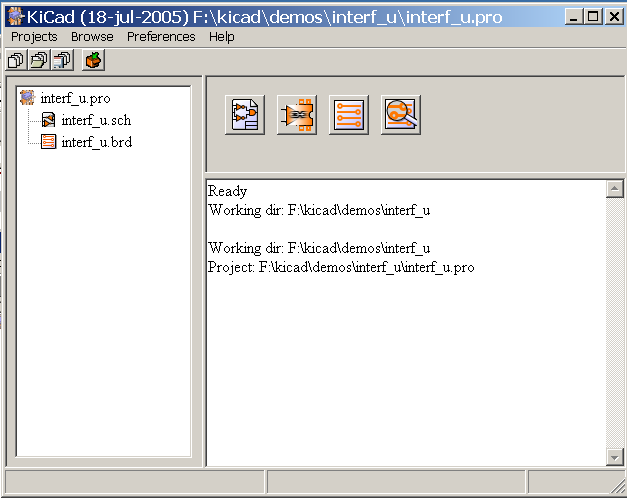 KiCad (18-jul-2005) F:\kicad\demos\interf_u\interf_u.pro
Projects Browse Preferences Help
interf_u.pro
interf_u.sch
interf_u.brd
Ready
Working dir: F:\kicad\demos\interf_u
Working dir: F:\kicad\demos\interf_u
Project: F:\kicad\demos\interf_u\interf_u.pro